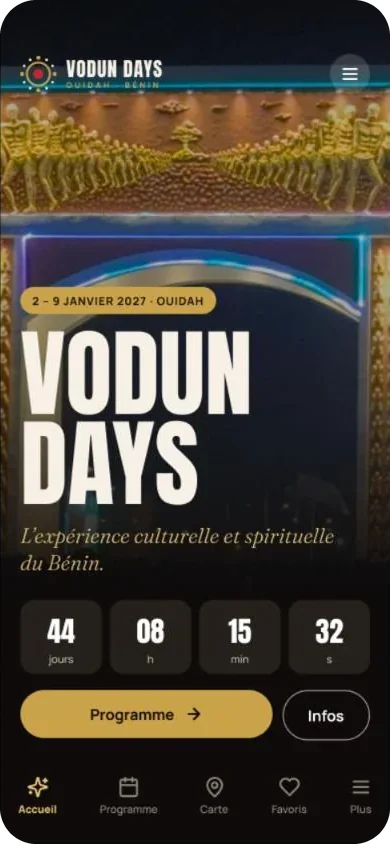 VODUN DAYS
OUIDAH · BÉNIN
2 – 9 JANVIER 2027 · OUIDAH
VODUN
DAYS
L'expérience culturelle et spirituelle
du Bénin.
44 08 15 32
jours h min s
Programme → Infos
Accueil Programme Carte Favoris Plus